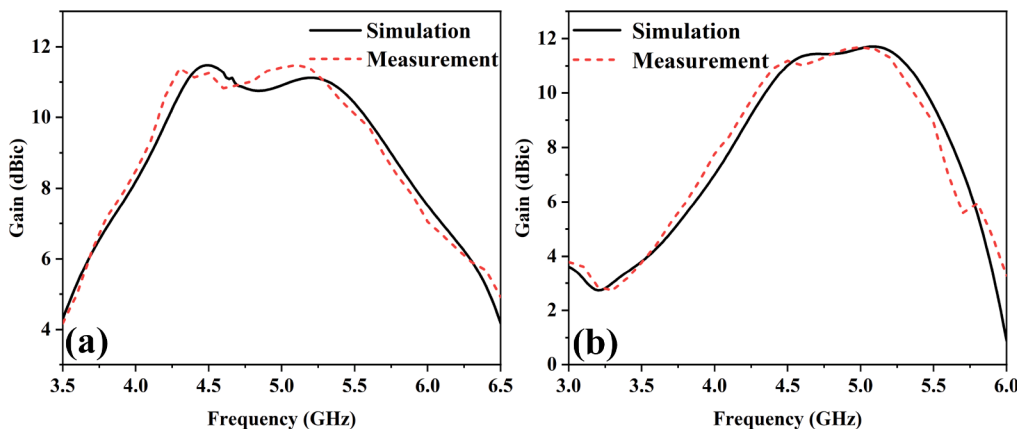 Simulation
Measurement
Gain (dBic)
12
10
8
6
4
(a)
3.5 4.0 4.5 5.0 5.5 6.0 6.5
Frequency (GHz)
Simulation
Measurement
Gain (dBic)
12
10
8
6
4
2
0
(b)
3.0 3.5 4.0 4.5 5.0 5.5 6.0
Frequency (GHz)